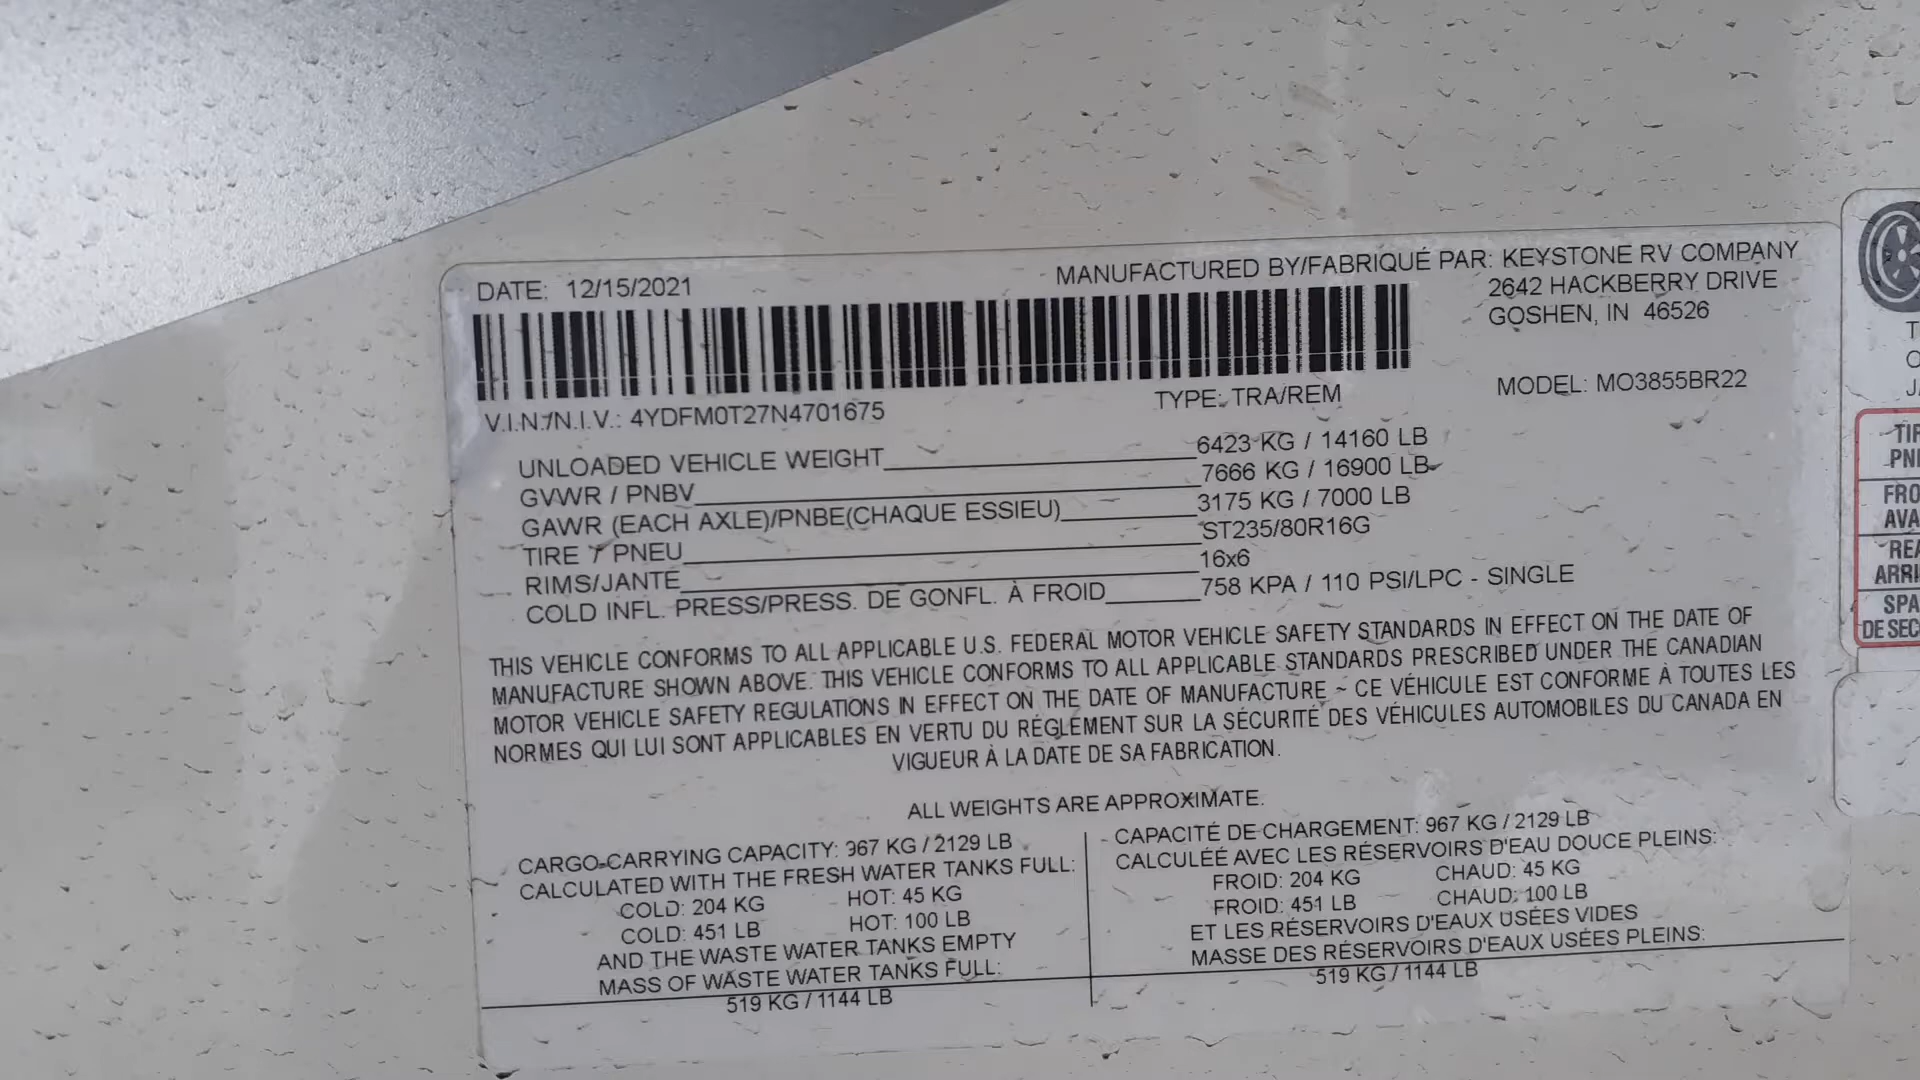 DATE: 12/15/2021
MANUFACTURED BY/FABRIQUÉ PAR: KEYSTONE RV COMPANY
2642 HACKBERRY DRIVE
GOSHEN, IN 46526
V.I.N./N.I.V.: 4YDFM0T27N4701675
TYPE: TRA/REM
MODEL: MO3855BR22
UNLOADED VEHICLE WEIGHT 6423 KG / 14160 LB
GVWR / PNBV 7666 KG / 16900 LB
GAWR (EACH AXLE)/PNBE(CHAQUE ESSIEU) 3175 KG / 7000 LB
TIRE / PNEU ST235/80R16G
RIMS/JANTE 16x6
COLD INFL. PRESS/PRESS. DE GONFL. À FROID 758 KPA / 110 PSI/LPC - SINGLE
THIS VEHICLE CONFORMS TO ALL APPLICABLE U.S. FEDERAL MOTOR VEHICLE SAFETY STANDARDS IN EFFECT ON THE DATE OF
MANUFACTURE SHOWN ABOVE. THIS VEHICLE CONFORMS TO ALL APPLICABLE STANDARDS PRESCRIBED UNDER THE CANADIAN
MOTOR VEHICLE SAFETY REGULATIONS IN EFFECT ON THE DATE OF MANUFACTURE ~ CE VÉHICULE EST CONFORME À TOUTES LES
NORMES QUI LUI SONT APPLICABLES EN VERTU DU RÉGLEMENT SUR LA SÉCURITÉ DES VÉHICULES AUTOMOBILES DU CANADA EN
VIGUEUR À LA DATE DE SA FABRICATION.
ALL WEIGHTS ARE APPROXIMATE.
CARGO CARRYING CAPACITY: 967 KG / 2129 LB
CALCULATED WITH THE FRESH WATER TANKS FULL:
COLD: 204 KG HOT: 45 KG
COLD: 451 LB HOT: 100 LB
AND THE WASTE WATER TANKS EMPTY
MASS OF WASTE WATER TANKS FULL:
519 KG / 1144 LB
CAPACITÉ DE CHARGEMENT: 967 KG / 2129 LB
CALCULÉÉ AVEC LES RÉSERVOIRS D'EAU DOUCE PLEINS:
FROID: 204 KG CHAUD: 45 KG
FROID: 451 LB CHAUD: 100 LB
ET LES RÉSERVOIRS D'EAUX USÉES VIDES
MASSE DES RÉSERVOIRS D'EAUX USÉES PLEINS:
519 KG / 1144 LB